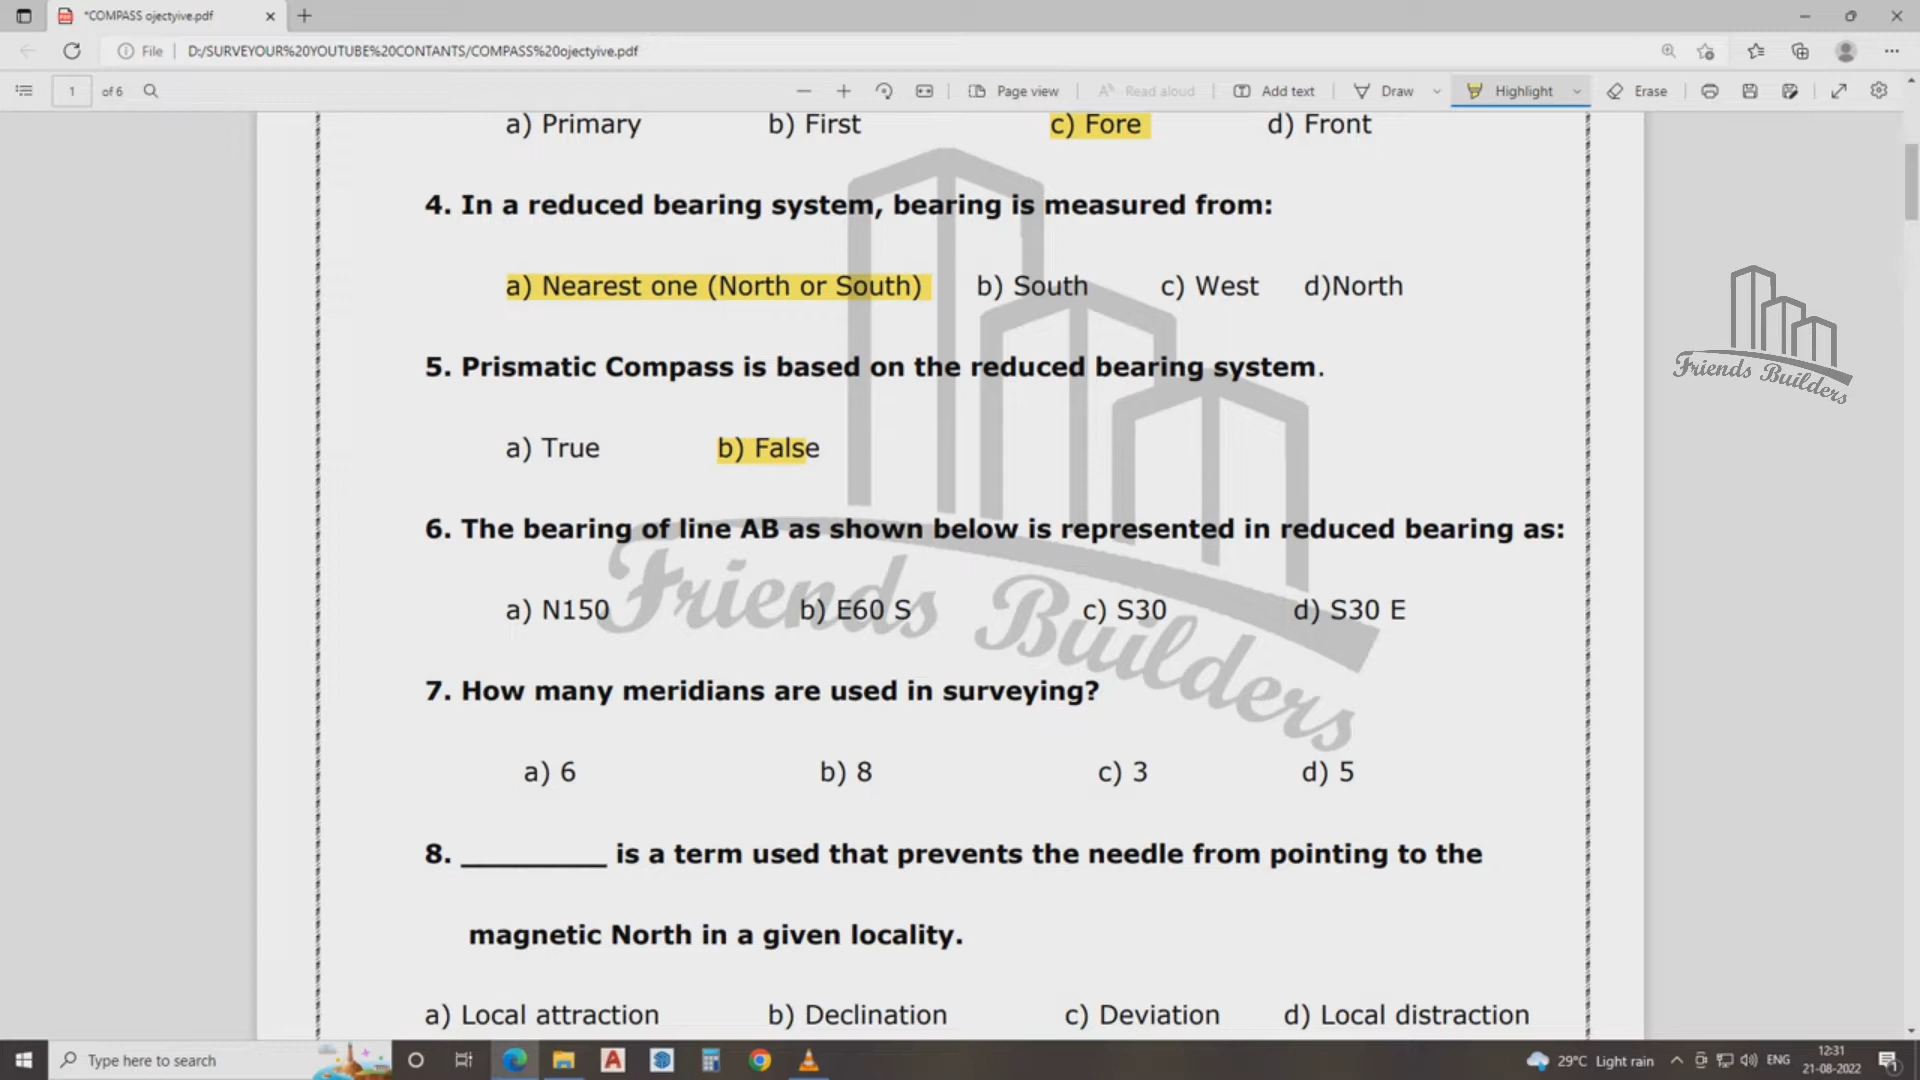 *COMPASS ojectyive.pdf
File D:/SURVEYOUR%20YOUTUBE%20CONTANTS/COMPASS%20ojectyive.pdf
1 of 6 Page view Read aloud Add text Draw Highlight Erase
a) Primary b) First c) Fore d) Front
4. In a reduced bearing system, bearing is measured from:
a) Nearest one (North or South) b) South c) West d)North
5. Prismatic Compass is based on the reduced bearing system.
a) True b) False
6. The bearing of line AB as shown below is represented in reduced bearing as:
a) N150 b) E60 S c) S30 d) S30 E
7. How many meridians are used in surveying?
a) 6 b) 8 c) 3 d) 5
8. __________ is a term used that prevents the needle from pointing to the
magnetic North in a given locality.
a) Local attraction b) Declination c) Deviation d) Local distraction
Friends Builders
Friends Builders
Type here to search 29°C Light rain ENG 12:31
21-08-2022